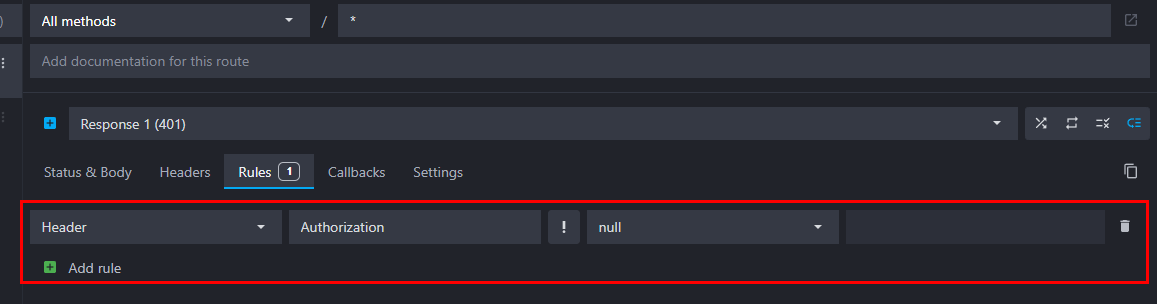 )
All methods / *
Add documentation for this route
Response 1 (401)
Status & Body Headers Rules 1 Callbacks Settings
Header Authorization ! null
Add rule